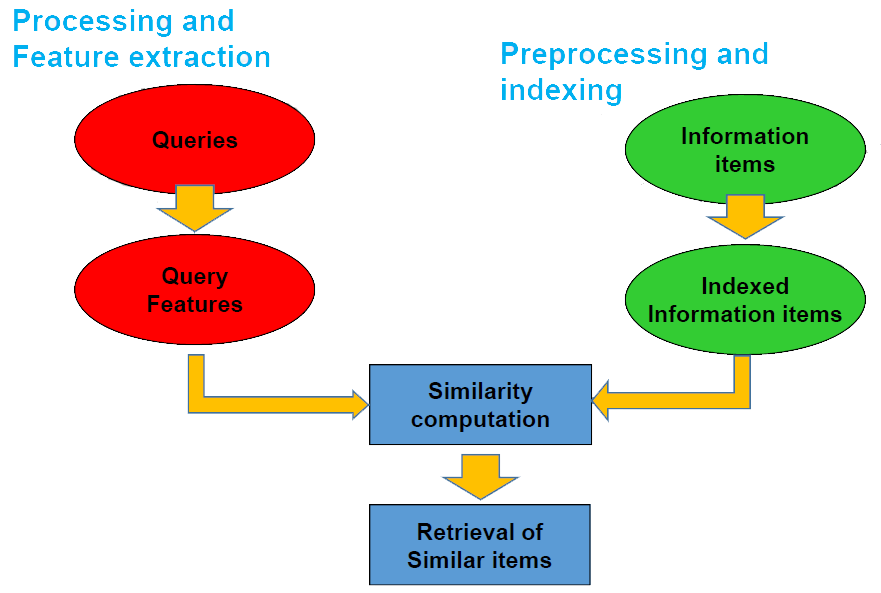 Processing and
Feature extraction
Preprocessing and
indexing
Queries
Information
items
Query
Features
Indexed
Information items
Similarity
computation
Retrieval of
Similar items